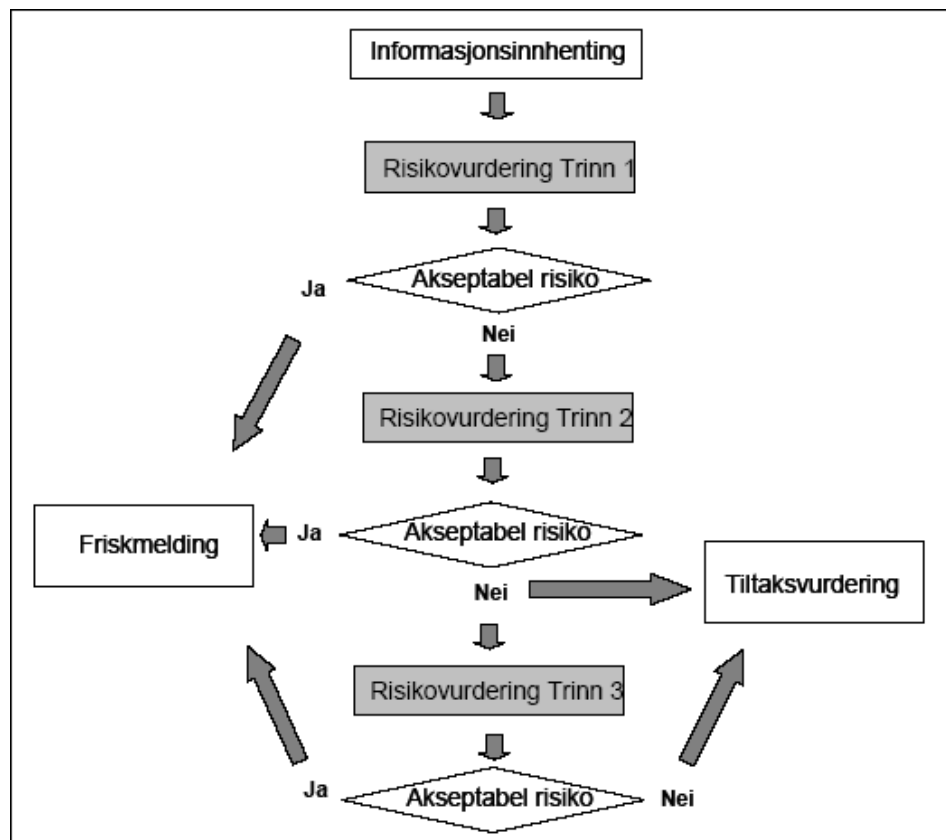 Informasjonsinnhenting
Risikovurdering Trinn 1
Akseptabel risiko
Ja
Nei
Risikovurdering Trinn 2
Akseptabel risiko
Ja
Friskmelding
Nei
Tiltaksvurdering
Risikovurdering Trinn 3
Akseptabel risiko
Ja
Nei